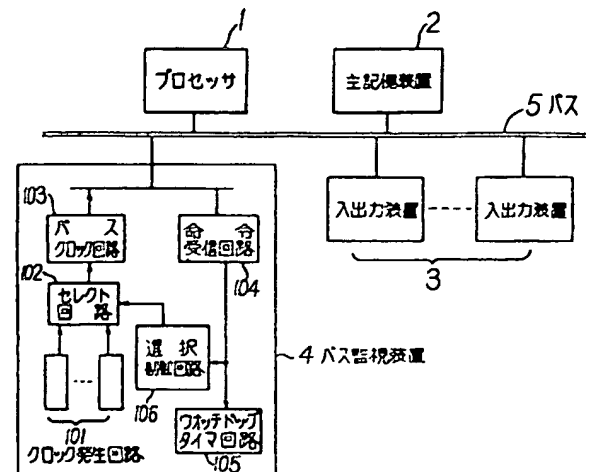 1
2
プロセッサ
主記憶装置
5 バス
103
バス
クロック回路
命令
受信回路
104
入出力装置
入出力装置
3
102
セレクト
回路
選択
制御回路
106
4 バス監視装置
101
クロック発生回路
ウオッチドッグ
タイマ回路
105